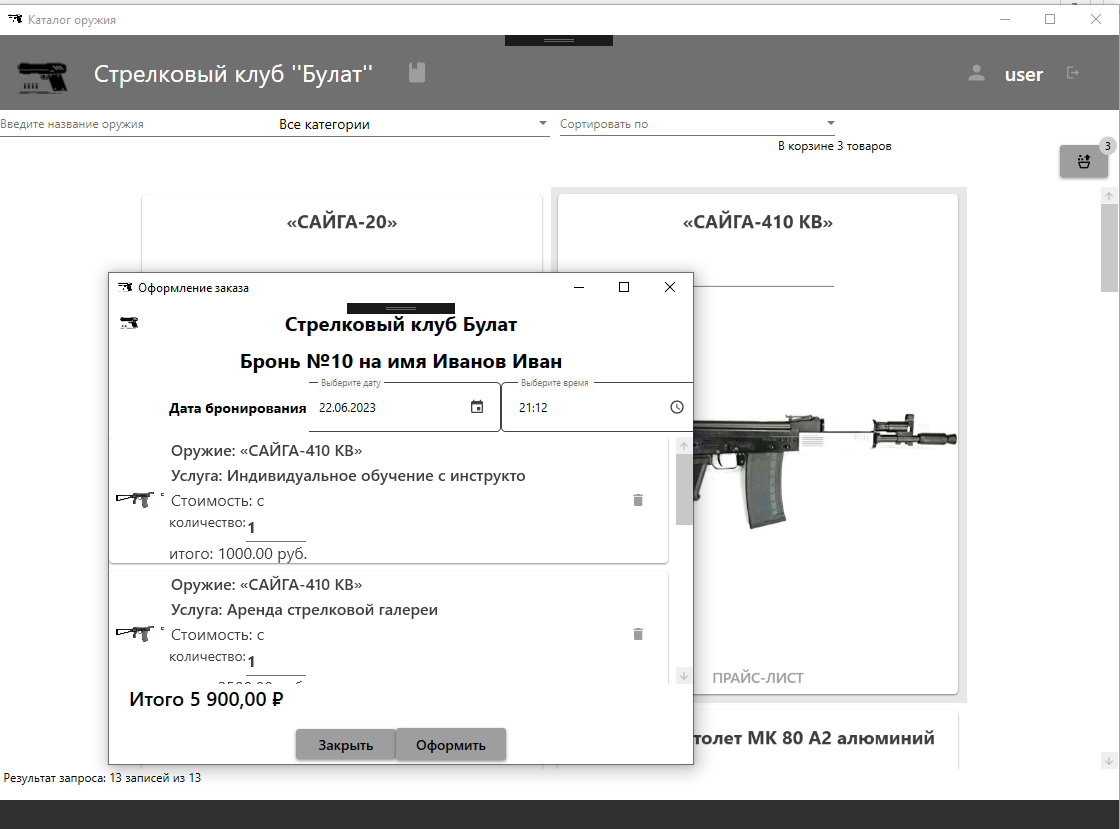 Каталог оружия
Стрелковый клуб ''Булат''
user
Введите название оружия
Все категории
Сортировать по
В корзине 3 товаров
3
«САЙГА-20»
«САЙГА-410 КВ»
Оформление заказа
Стрелковый клуб Булат
Бронь №10 на имя Иванов Иван
Дата бронирования
Выберите дату
22.06.2023
Выберите время
21:12
Оружие: «САЙГА-410 КВ»
Услуга: Индивидуальное обучение с инструкто
Стоимость: с
количество: 1
итого: 1000.00 руб.
Оружие: «САЙГА-410 КВ»
Услуга: Аренда стрелковой галереи
Стоимость: с
количество: 1
Итого 5 900,00 ₽
Закрыть
Оформить
ПРАЙС-ЛИСТ
толет МК 80 А2 алюминий
Результат запроса: 13 записей из 13